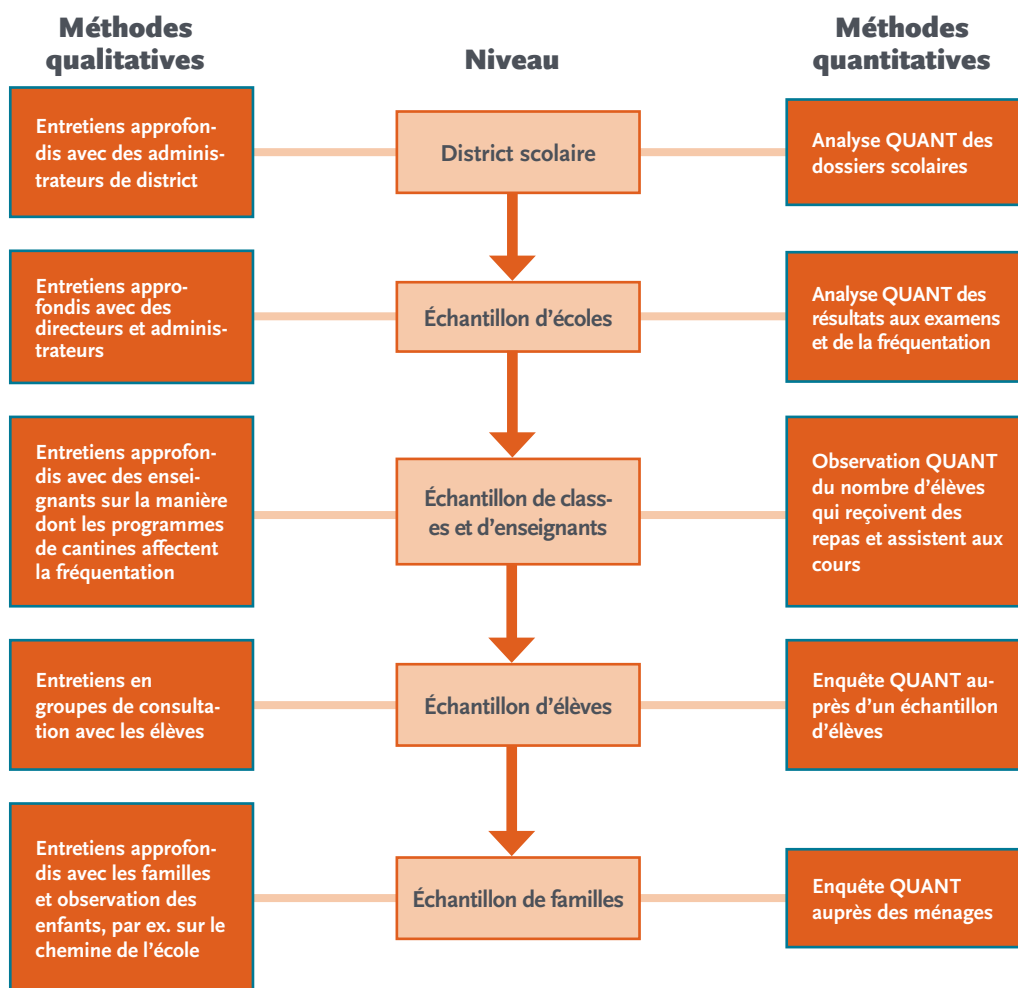 Méthodes
qualitatives
Niveau
Méthodes
quantitatives
Entretiens approfon-
dis avec des adminis-
trateurs de district
District scolaire
Analyse QUANT des
dossiers scolaires
Entretiens appro-
fondis avec des
directeurs et adminis-
trateurs
Échantillon d’écoles
Analyse QUANT des
résultats aux examens
et de la fréquentation
Entretiens approfon-
dis avec des ensei-
gnants sur la manière
dont les programmes
de cantines affectent
la fréquentation
Échantillon de class-
es et d’enseignants
Observation QUANT
du nombre d’élèves
qui reçoivent des
repas et assistent aux
cours
Entretiens en
groupes de consulta-
tion avec les élèves
Échantillon d’élèves
Enquête QUANT au-
près d’un échantillon
d’élèves
Entretiens approfon-
dis avec les familles
et observation des
enfants, par ex. sur le
chemine de l’école
Échantillon de familles
Enquête QUANT
auprès des ménages